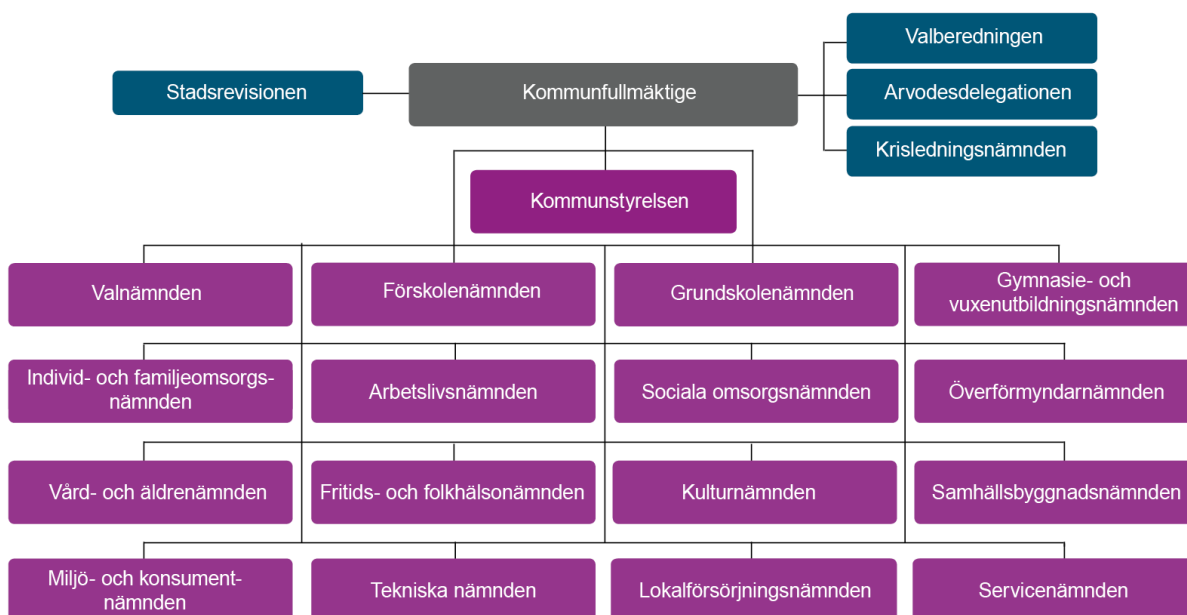 Valberedningen
Stadsrevisionen
Kommunfullmäktige
Arvodesdelegationen
Krisledningsnämnden
Kommunstyrelsen
Valnämnden
Förskolenämnden
Grundskolenämnden
Gymnasie- och
vuxenutbildningsnämnden
Individ- och familjeomsorgs-
nämnden
Arbetslivsnämnden
Sociala omsorgsnämnden
Överförmyndarnämnden
Vård- och äldrenämnden
Fritids- och folkhälsonämnden
Kulturnämnden
Samhällsbyggnadsnämnden
Miljö- och konsument-
nämnden
Tekniska nämnden
Lokalförsörjningsnämnden
Servicenämnden